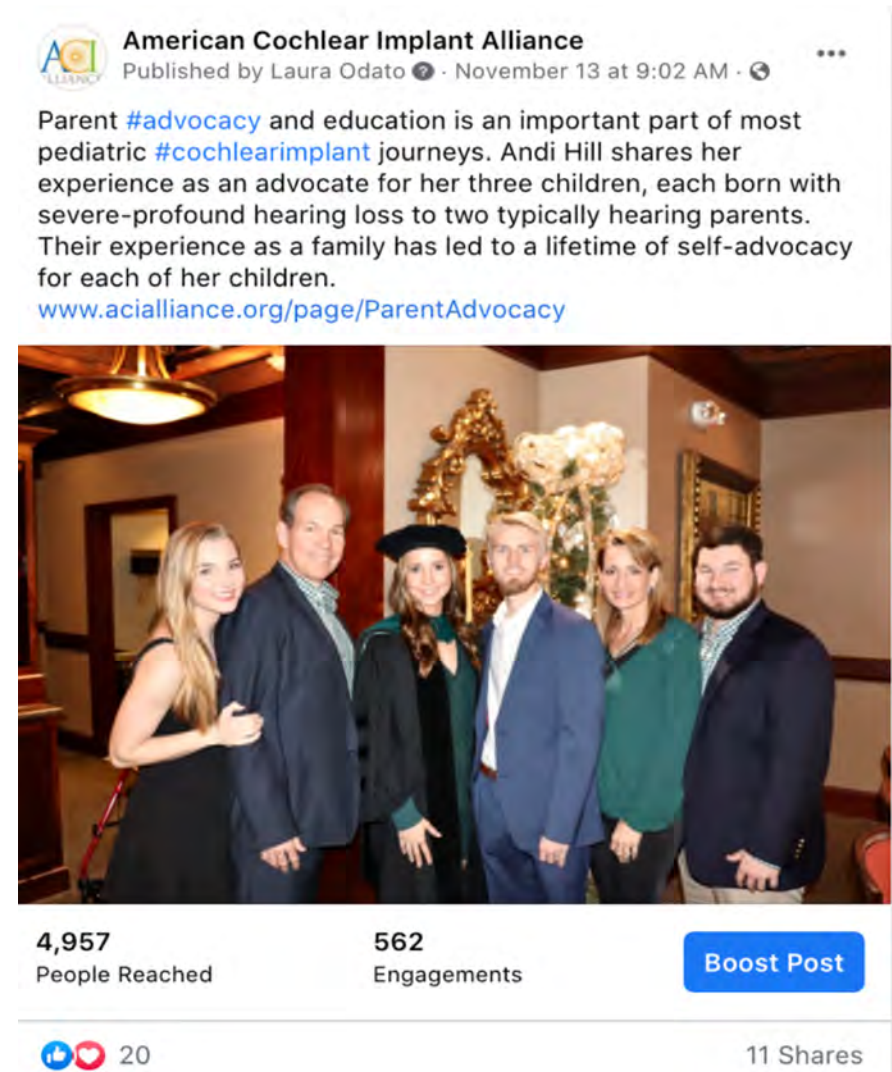 ACI
ALLIANCE
American Cochlear Implant Alliance
Published by Laura Odato · November 13 at 9:02 AM ·
Parent #advocacy and education is an important part of most
pediatric #cochlearimplant journeys. Andi Hill shares her
experience as an advocate for her three children, each born with
severe-profound hearing loss to two typically hearing parents.
Their experience as a family has led to a lifetime of self-advocacy
for each of her children.
www.acialliance.org/page/ParentAdvocacy
4,957
People Reached
562
Engagements
Boost Post
20
11 Shares